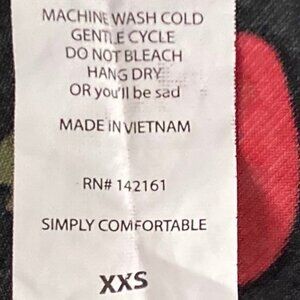 MACHINE WASH COLD
GENTLE CYCLE
DO NOT BLEACH
HANG DRY
OR you'll be sad
MADE IN VIETNAM
RN# 142161
SIMPLY COMFORTABLE
XXS